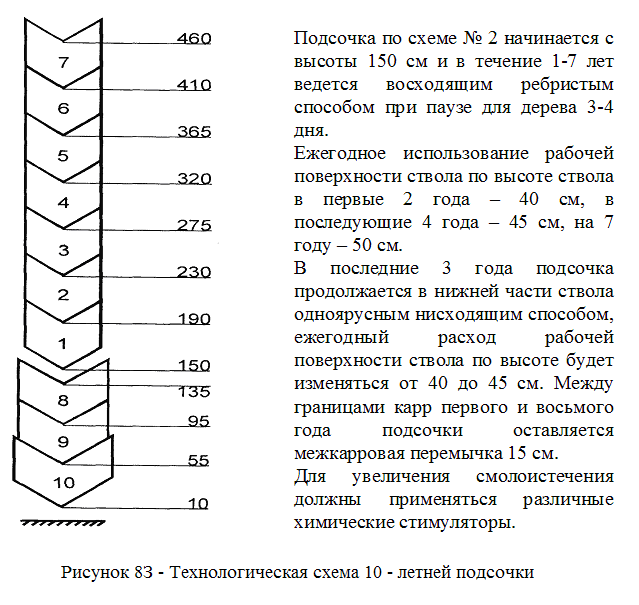 460
7
410
6
365
5
320
4
275
3
230
2
190
1
150
135
8
95
9
55
10
10
Подсочка по схеме № 2 начинается с
высоты 150 см и в течение 1-7 лет
ведется восходящим ребристым
способом при паузе для дерева 3-4
дня.
Ежегодное использование рабочей
поверхности ствола по высоте ствола
в первые 2 года – 40 см, в
последующие 4 года – 45 см, на 7
году – 50 см.
В последние 3 года подсочка
продолжается в нижней части ствола
одноярусным нисходящим способом,
ежегодный расход рабочей
поверхности ствола по высоте будет
изменяться от 40 до 45 см. Между
границами карр первого и восьмого
года подсочки оставляется
межкарровая перемычка 15 см.
Для увеличения смолоистечения
должны применяться различные
химические стимуляторы.
Рисунок 83 - Технологическая схема 10 - летней подсочки